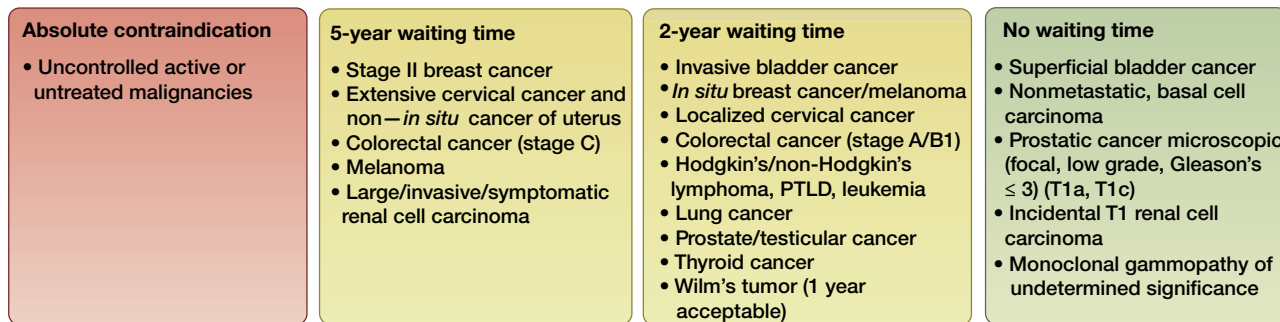 Absolute contraindication
• Uncontrolled active or
untreated malignancies
5-year waiting time
• Stage II breast cancer
• Extensive cervical cancer and
non—in situ cancer of uterus
• Colorectal cancer (stage C)
• Melanoma
• Large/invasive/symptomatic
renal cell carcinoma
2-year waiting time
• Invasive bladder cancer
• In situ breast cancer/melanoma
• Localized cervical cancer
• Colorectal cancer (stage A/B1)
• Hodgkin's/non-Hodgkin's
lymphoma, PTLD, leukemia
• Lung cancer
• Prostate/testicular cancer
• Thyroid cancer
• Wilm's tumor (1 year
acceptable)
No waiting time
• Superficial bladder cancer
• Nonmetastatic, basal cell
carcinoma
• Prostatic cancer microscopic
(focal, low grade, Gleason's
≤ 3) (T1a, T1c)
• Incidental T1 renal cell
carcinoma
• Monoclonal gammopathy of
undetermined significance